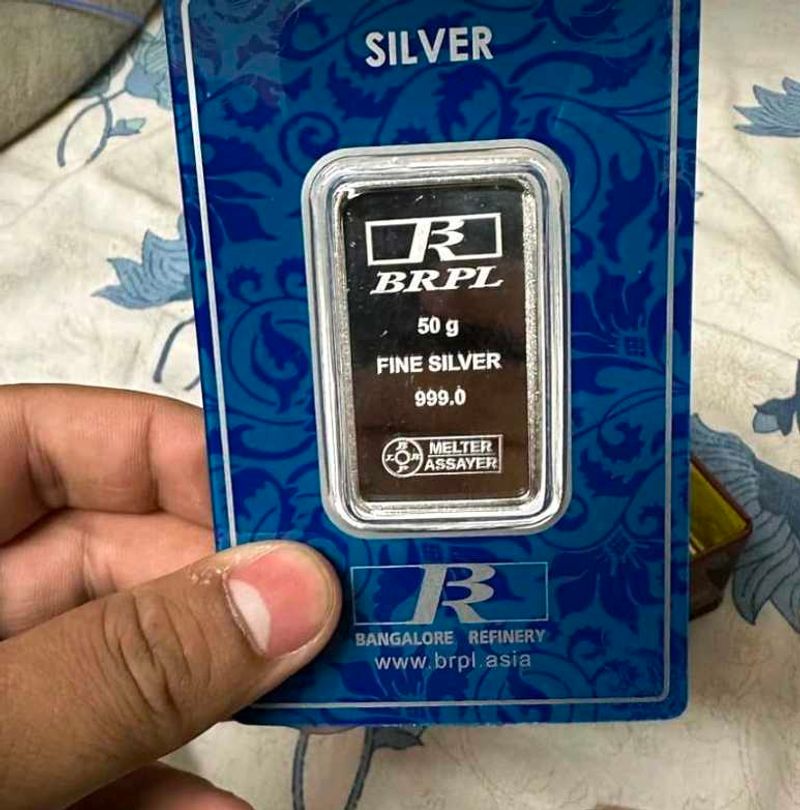 SILVER
BRPL
50 g
FINE SILVER
999.0
MELTER
ASSAYER
BANGALORE REFINERY
www.brpl.asia